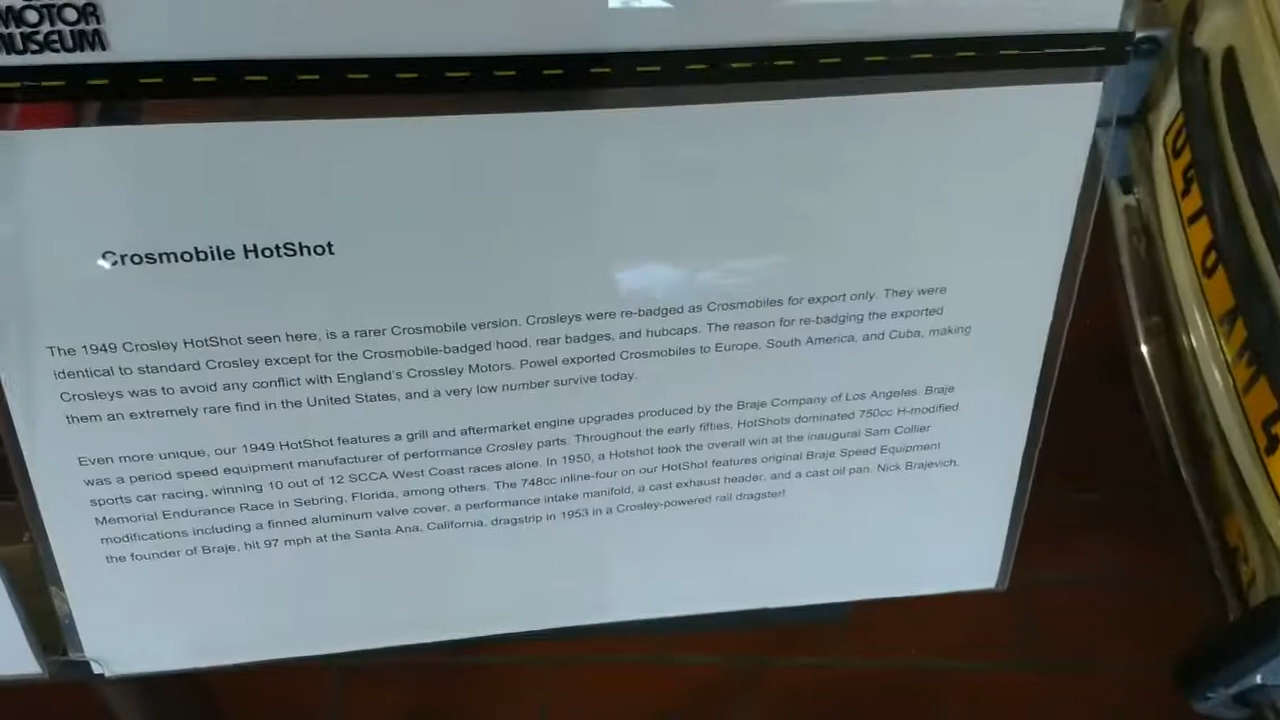 MOTOR
MUSEUM
Crosmobile HotShot
The 1949 Crosley HotShot seen here, is a rarer Crosmobile version. Crosleys were re-badged as Crosmobiles for export only. They were
identical to standard Crosley except for the Crosmobile-badged hood, rear badges, and hubcaps. The reason for re-badging the exported
Crosleys was to avoid any conflict with England's Crossley Motors. Powel exported Crosmobiles to Europe, South America, and Cuba, making
them an extremely rare find in the United States, and a very low number survive today.
Even more unique, our 1949 HotShot features a grill and aftermarket engine upgrades produced by the Braje Company of Los Angeles. Braje
was a period speed equipment manufacturer of performance Crosley parts. Throughout the early fifties, HotShots dominated 750cc H-modified
sports car racing, winning 10 out of 12 SCCA West Coast races alone. In 1950, a Hotshot took the overall win at the inaugural Sam Collier
Memorial Endurance Race in Sebring, Florida, among others. The 748cc inline-four on our HotShot features original Braje Speed Equipment
modifications including a finned aluminum valve cover, a performance intake manifold, a cast exhaust header, and a cast oil pan. Nick Brajevich,
the founder of Braje, hit 97 mph at the Santa Ana, California, dragstrip in 1953 in a Crosley-powered rail dragster!